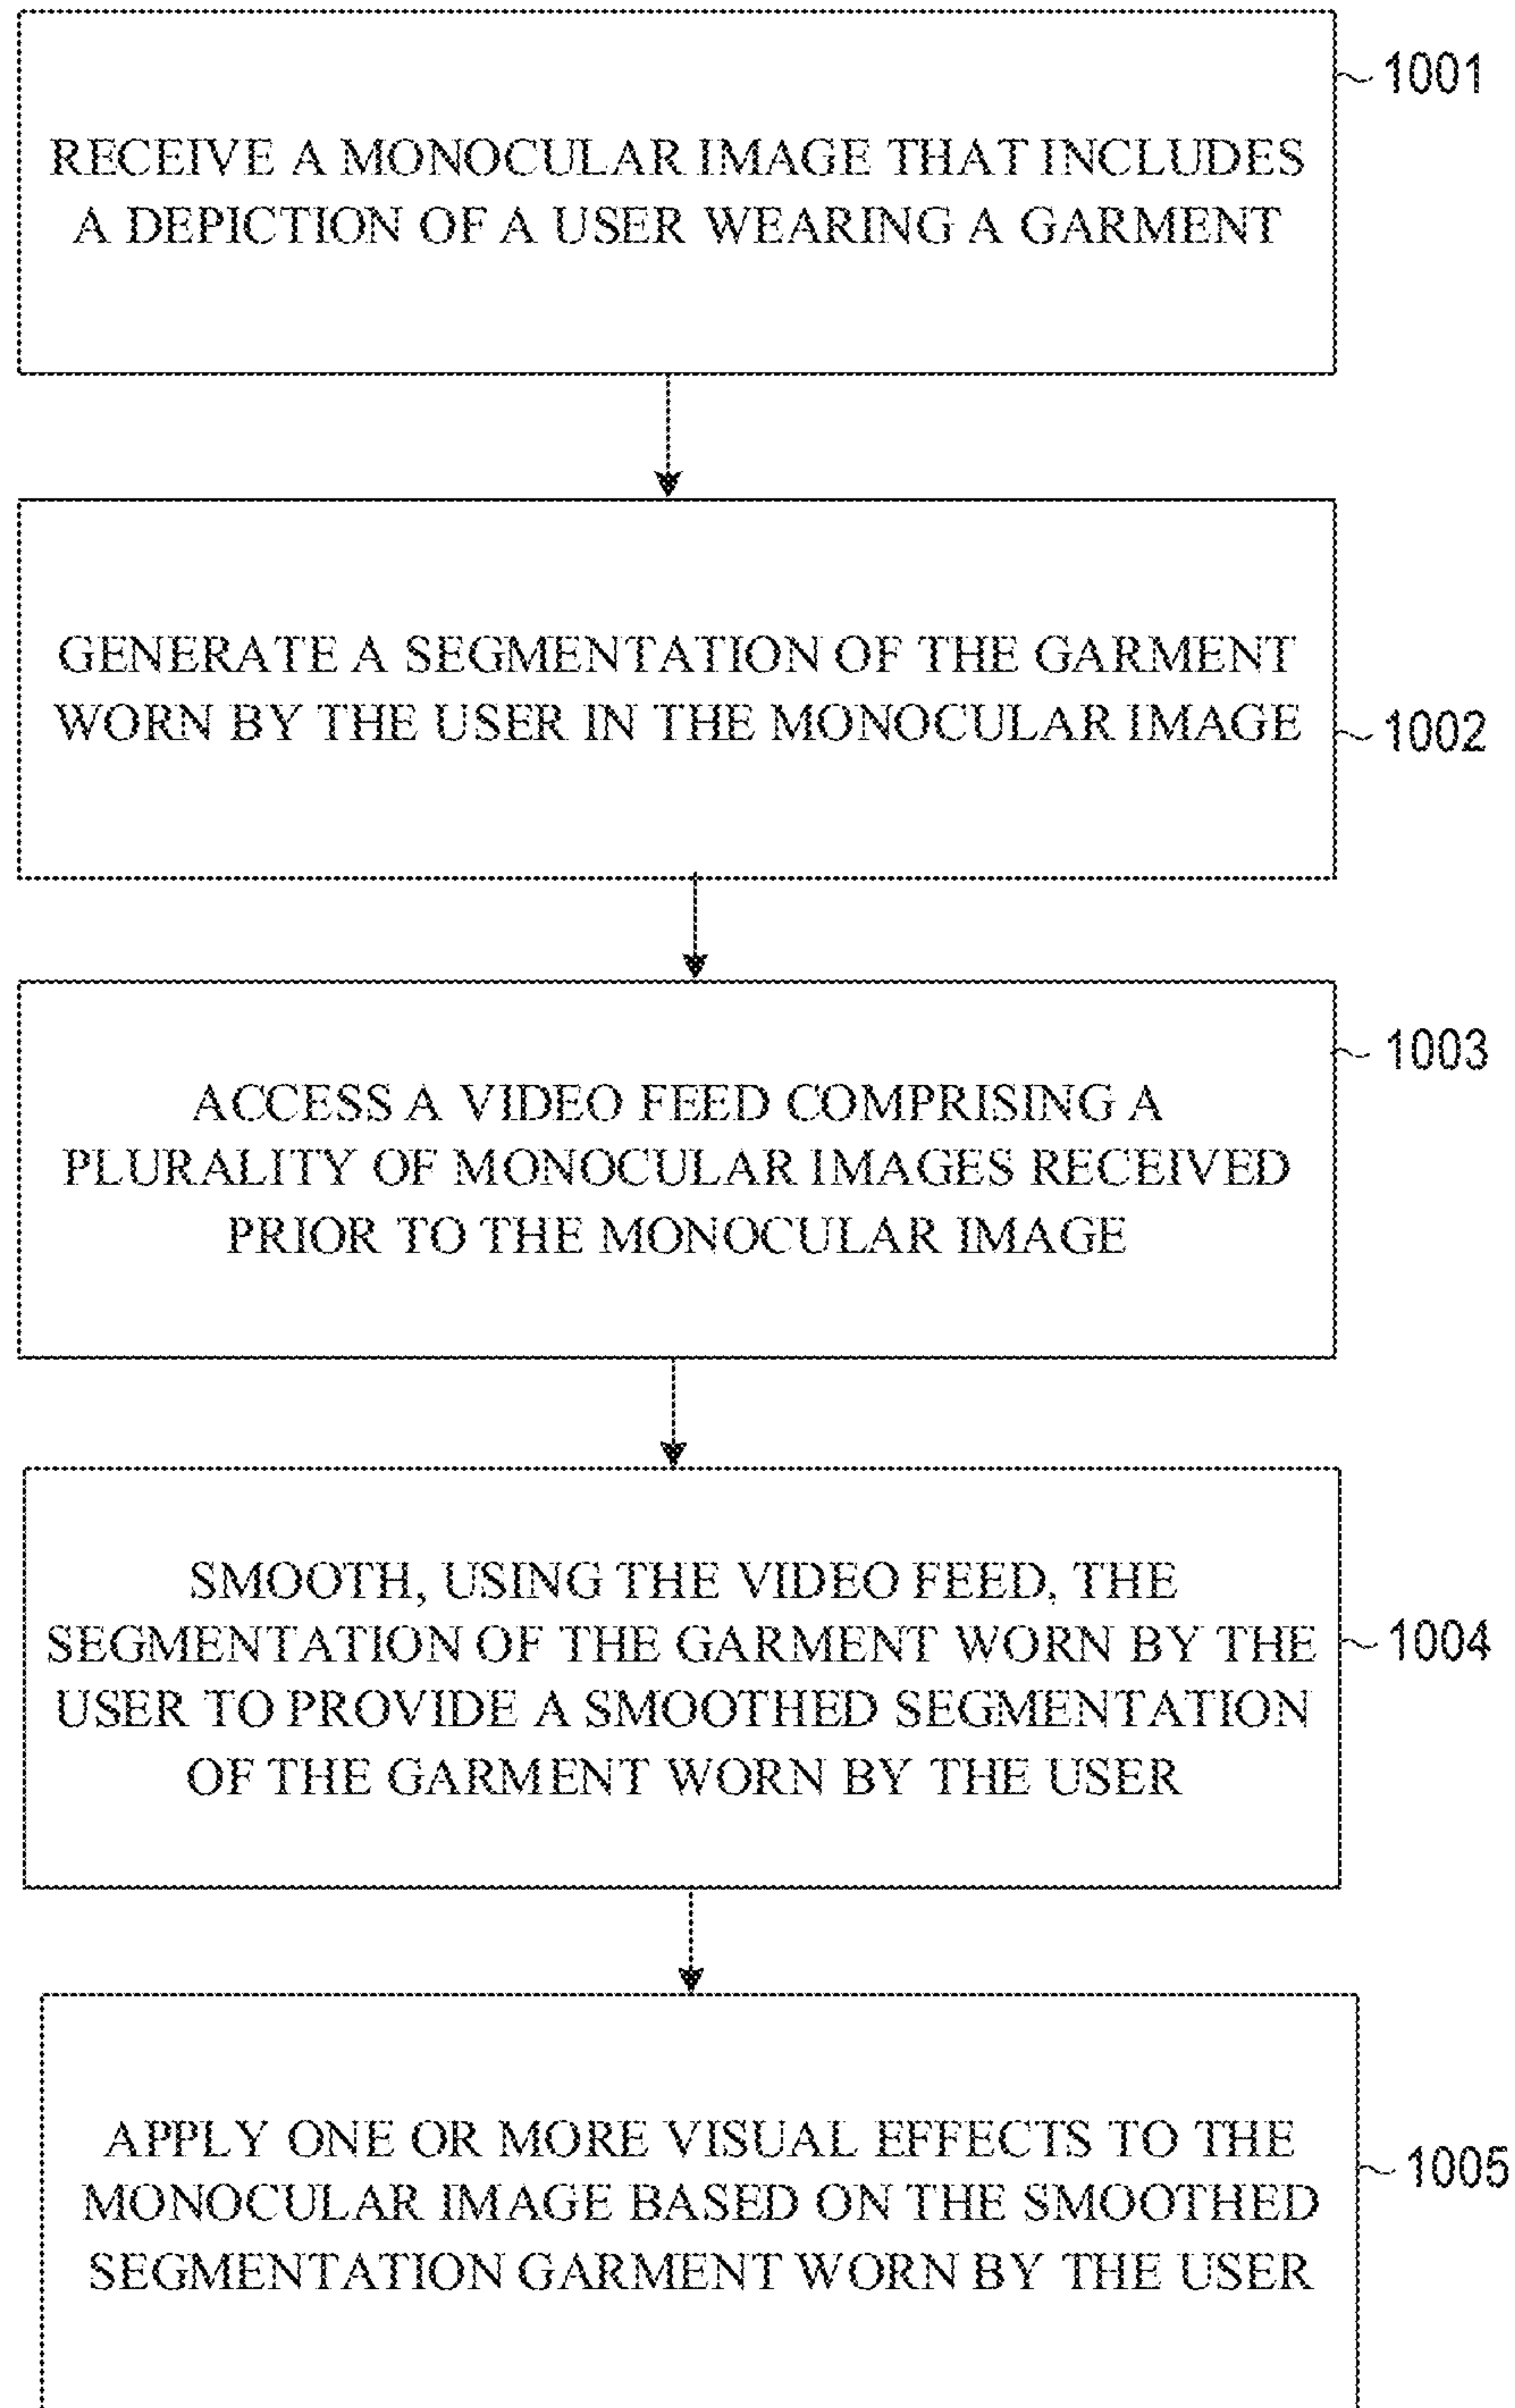 1001
RECEIVE A MONOCULAR IMAGE THAT INCLUDES
A DEPICTION OF A USER WEARING A GARMENT
GENERATE A SEGMENTATION OF THE GARMENT
WORN BY THE USER IN THE MONOCULAR IMAGE
1002
1003
ACCESS A VIDEO FEED COMPRISING A
PLURALITY OF MONOCULAR IMAGES RECEIVED
PRIOR TO THE MONOCULAR IMAGE
SMOOTH, USING THE VIDEO FEED, THE
SEGMENTATION OF THE GARMENT WORN BY THE
1004
USER TO PROVIDE A SMOOTHED SEGMENTATION
OF THE GARMENT WORN BY THE USER
APPLY ONE OR MORE VISUAL EFFECTS TO THE
1005
MONOCULAR IMAGE BASED ON THE SMOOTHED
SEGMENTATION GARMENT WORN BY THE USER